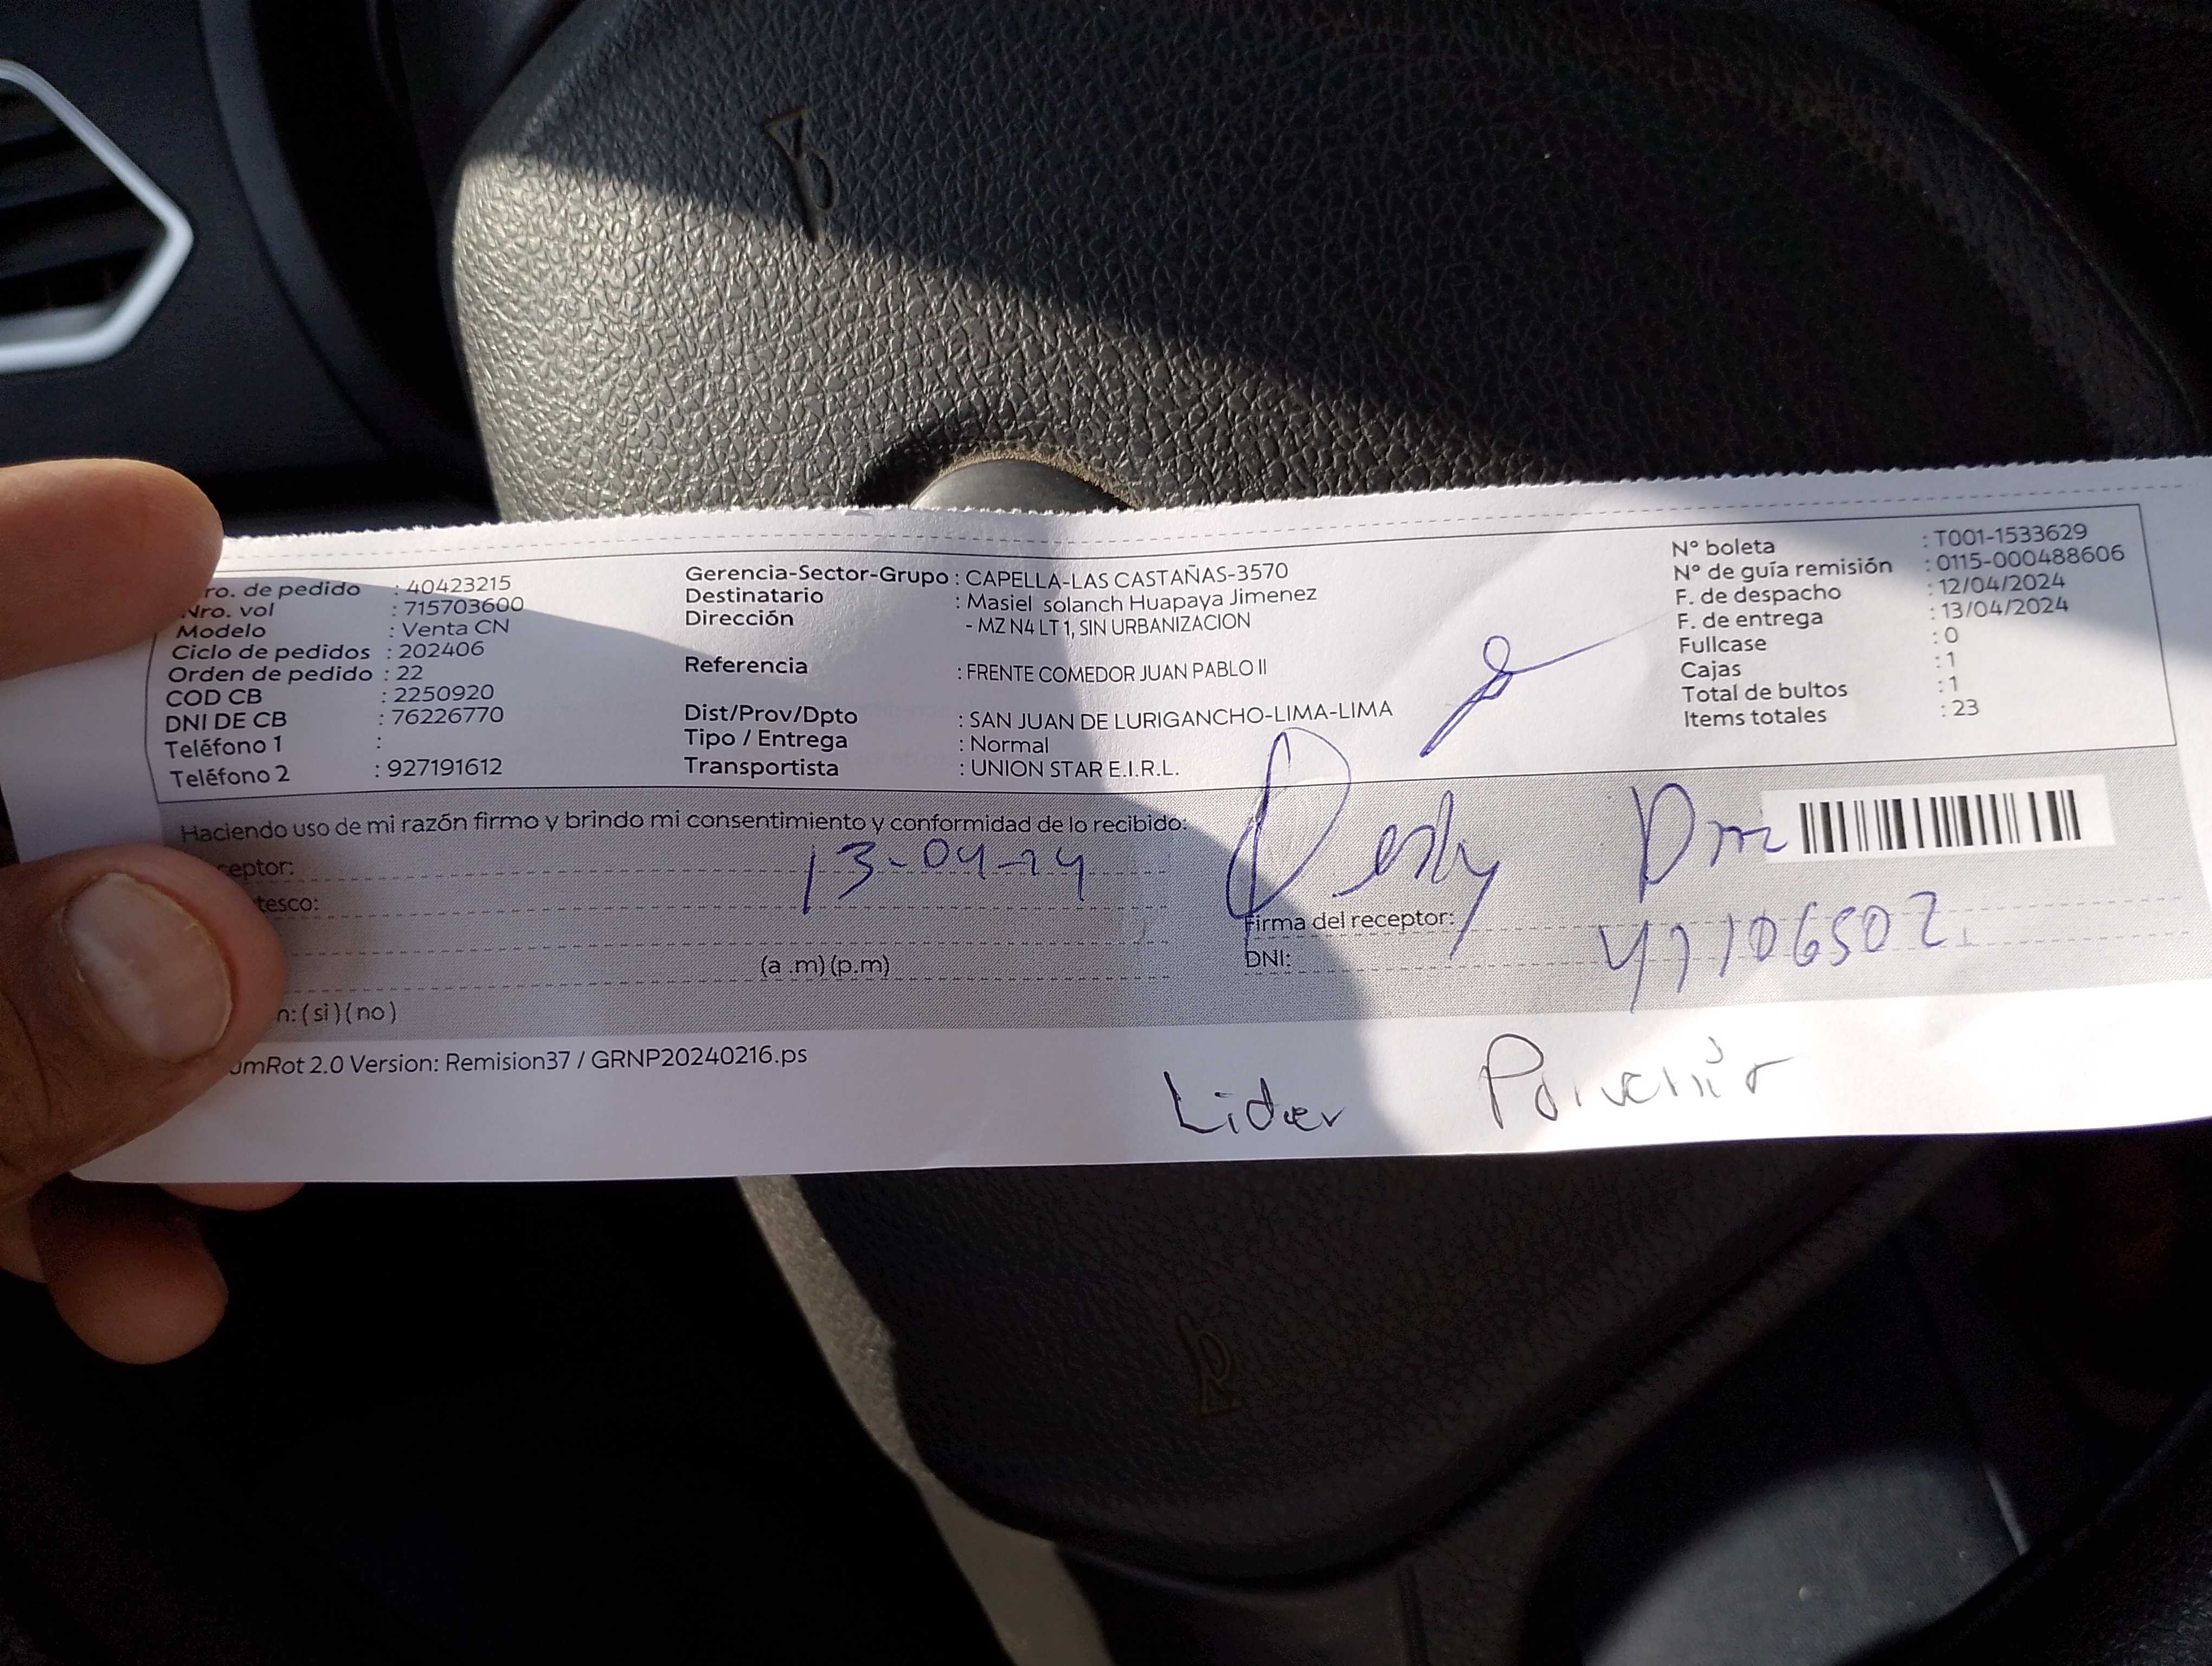 ro. de pedido : 40423215
Nro. vol : 715703600
Modelo : Venta CN
Ciclo de pedidos : 202406
Orden de pedido : 22
COD CB : 2250920
DNI DE CB : 76226770
Teléfono 1 :
Teléfono 2 : 927191612
Gerencia-Sector-Grupo : CAPELLA-LAS CASTAÑAS-3570
Destinatario : Masiel solanch Huapaya Jimenez
Dirección - MZ N4 LT 1, SIN URBANIZACION
Referencia : FRENTE COMEDOR JUAN PABLO II
Dist/Prov/Dpto : SAN JUAN DE LURIGANCHO-LIMA-LIMA
Tipo / Entrega : Normal
Transportista : UNION STAR E.I.R.L.
N° boleta : T001-1533629
N° de guía remisión : 0115-000488606
F. de despacho : 12/04/2024
F. de entrega : 13/04/2024
Fullcase : 0
Cajas : 1
Total de bultos : 1
Items totales : 23
Haciendo uso de mi razón firmo y brindo mi consentimiento y conformidad de lo recibido:
ceptor:
13-04-24
tesco:
(a .m) (p.m)
n: ( si ) ( no )
Firma del receptor:
DNI:
omRot 2.0 Version: Remision37 / GRNP20240216.ps
Lider